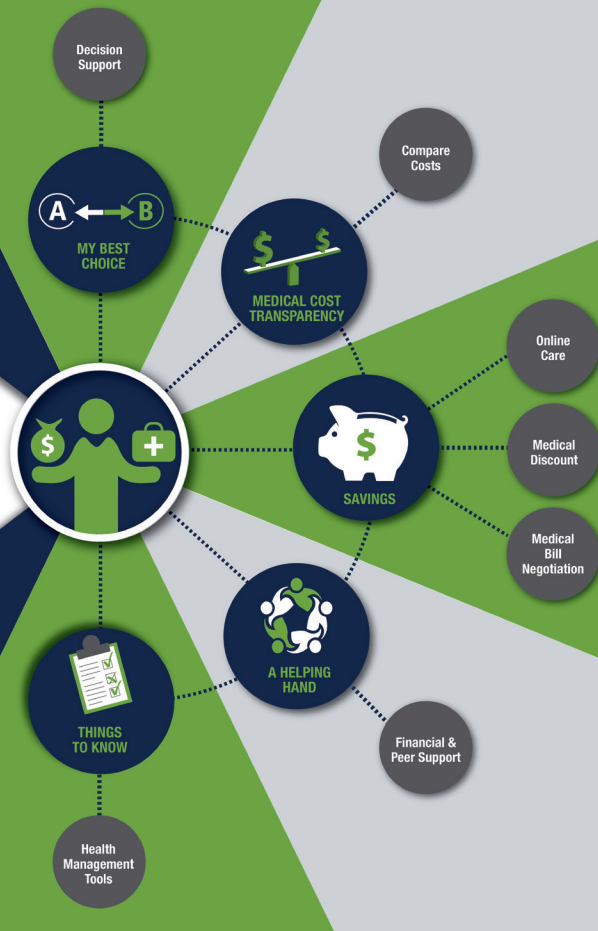 Decision
Support
A
B
MY BEST
CHOICE
Compare
Costs
$
$
MEDICAL COST
TRANSPARENCY
Online
Care
$
$
SAVINGS
Medical
Discount
Medical
Bill
Negotiation
A HELPING
HAND
THINGS
TO KNOW
Financial &
Peer Support
Health
Management
Tools